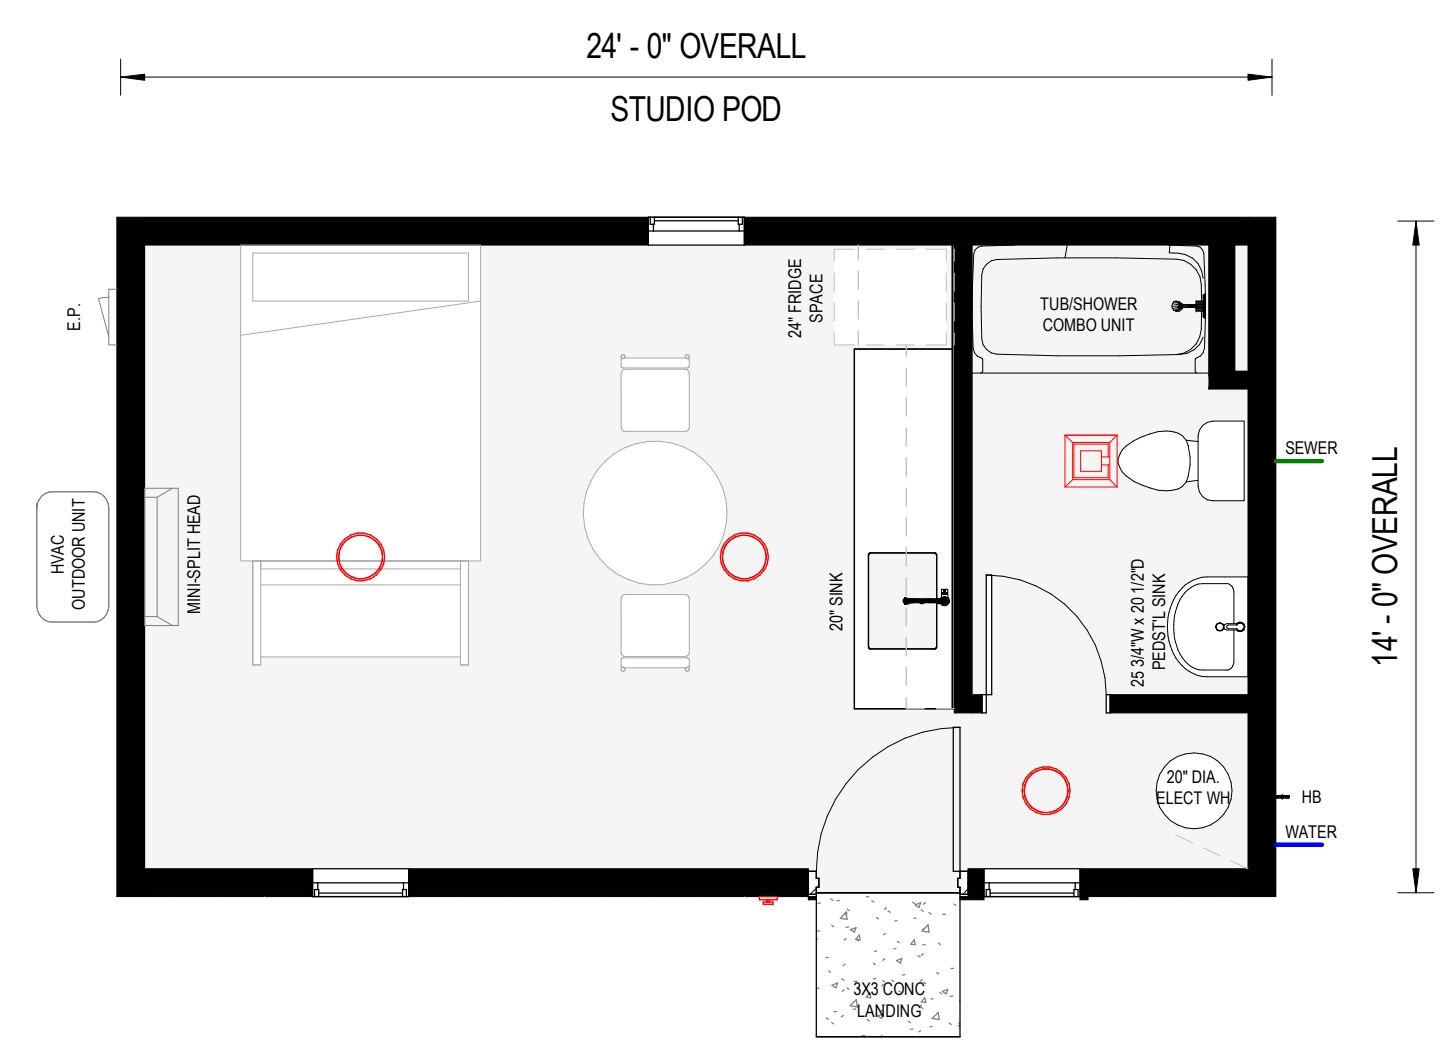 24' - 0" OVERALL
STUDIO POD
24" FRIDGE
SPACE
TUB/SHOWER
COMBO UNIT
E.P.
SEWER
HVAC
OUTDOOR UNIT
MINI-SPLIT HEAD
20" SINK
25 3/4"W x 20 1/2"D
PEDST'L SINK
14' - 0" OVERALL
20" DIA.
ELECT WH
HB
WATER
3X3 CONC
LANDING